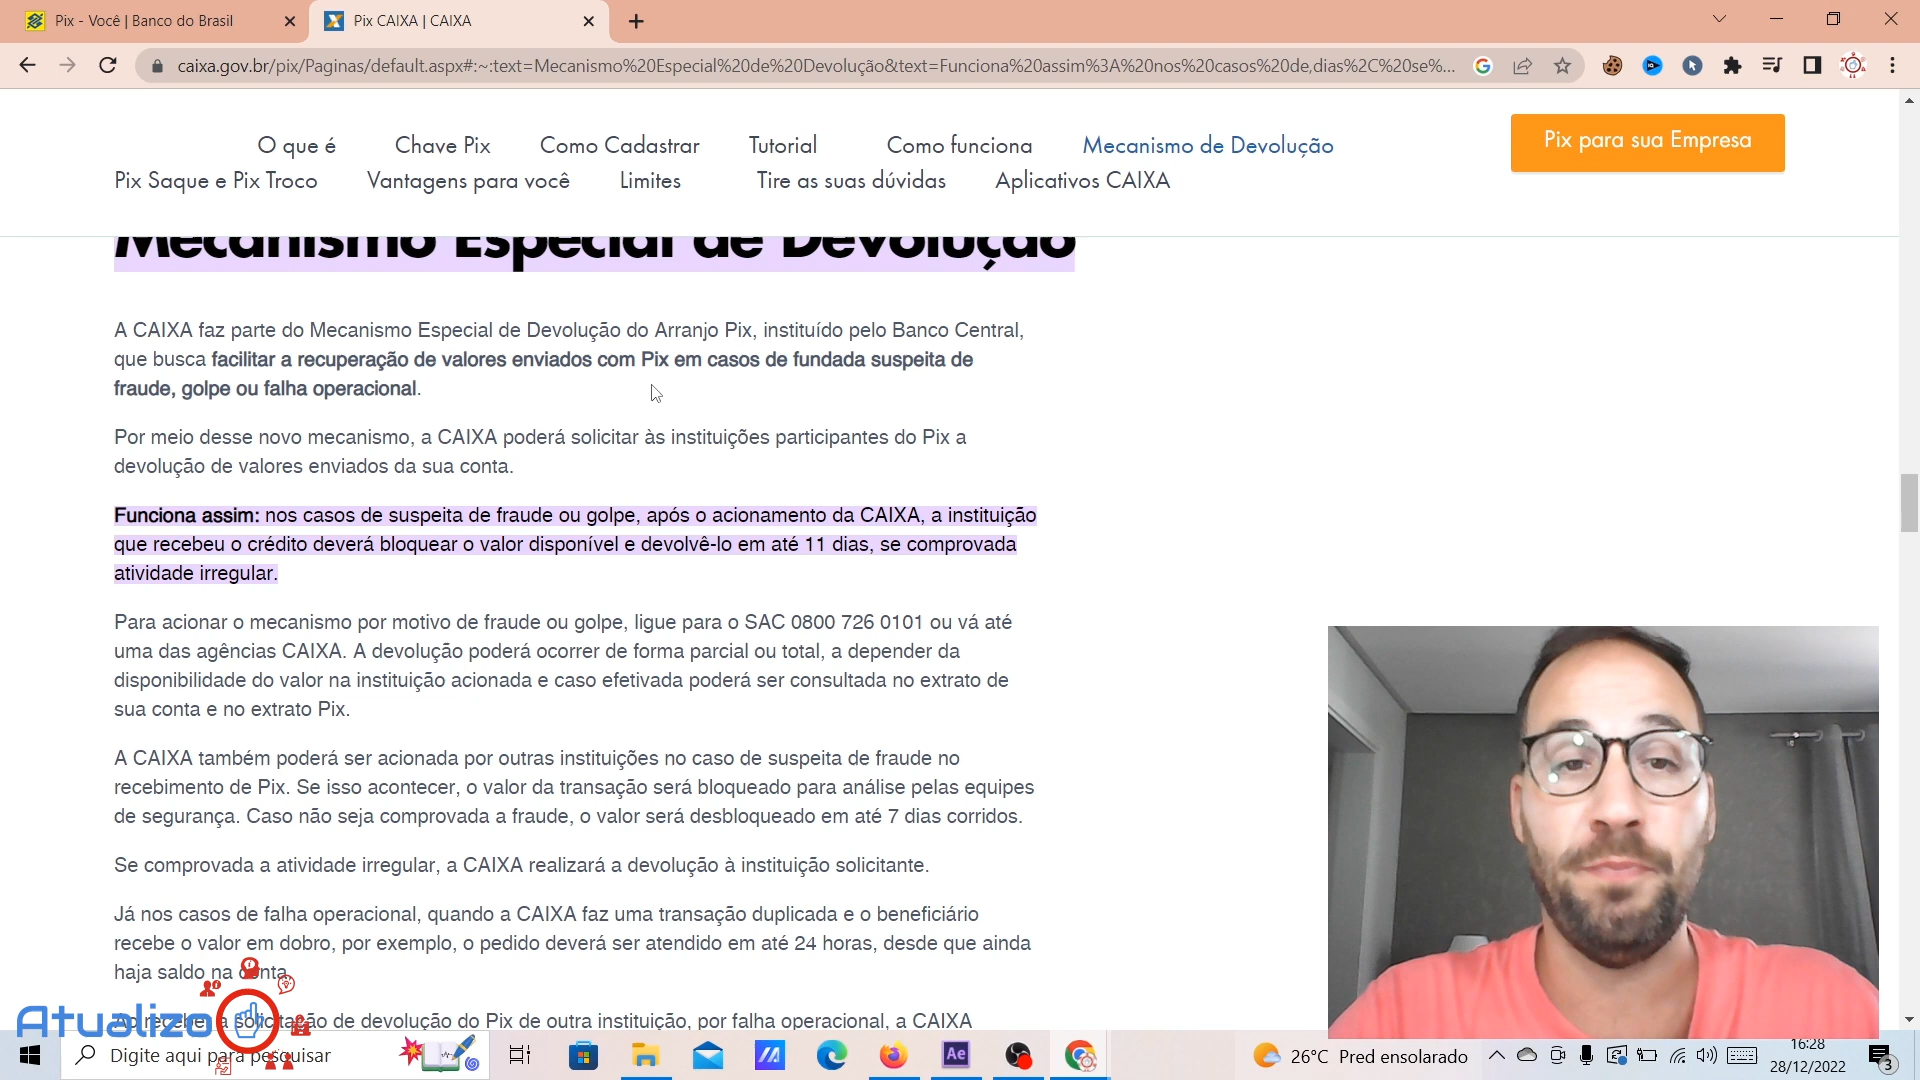 Pix - Você | Banco do Brasil
Pix CAIXA | CAIXA
caixa.gov.br/pix/Paginas/default.aspx#:~:text=Mecanismo%20Especial%20de%20Devolução&text=Funciona%20assim%3A%20nos%20casos%20de,dias%2C%20se%...
O que é Chave Pix Como Cadastrar Tutorial Como funciona Mecanismo de Devolução
Pix para sua Empresa
Pix Saque e Pix Troco Vantagens para você Limites Tire as suas dúvidas Aplicativos CAIXA
Mecanismo Especial de Devolução
A CAIXA faz parte do Mecanismo Especial de Devolução do Arranjo Pix, instituído pelo Banco Central,
que busca facilitar a recuperação de valores enviados com Pix em casos de fundada suspeita de
fraude, golpe ou falha operacional.
Por meio desse novo mecanismo, a CAIXA poderá solicitar às instituições participantes do Pix a
devolução de valores enviados da sua conta.
Funciona assim: nos casos de suspeita de fraude ou golpe, após o acionamento da CAIXA, a instituição
que recebeu o crédito deverá bloquear o valor disponível e devolvê-lo em até 11 dias, se comprovada
atividade irregular.
Para acionar o mecanismo por motivo de fraude ou golpe, ligue para o SAC 0800 726 0101 ou vá até
uma das agências CAIXA. A devolução poderá ocorrer de forma parcial ou total, a depender da
disponibilidade do valor na instituição acionada e caso efetivada poderá ser consultada no extrato de
sua conta e no extrato Pix.
A CAIXA também poderá ser acionada por outras instituições no caso de suspeita de fraude no
recebimento de Pix. Se isso acontecer, o valor da transação será bloqueado para análise pelas equipes
de segurança. Caso não seja comprovada a fraude, o valor será desbloqueado em até 7 dias corridos.
Se comprovada a atividade irregular, a CAIXA realizará a devolução à instituição solicitante.
Já nos casos de falha operacional, quando a CAIXA faz uma transação duplicada e o beneficiário
recebe o valor em dobro, por exemplo, o pedido deverá ser atendido em até 24 horas, desde que ainda
haja saldo na conta.
Ao receber a solicitação de devolução do Pix de outra instituição, por falha operacional, a CAIXA
Atualizo
Digite aqui para pesquisar
Ae
26°C Pred ensolarado
16:28
28/12/2022
3